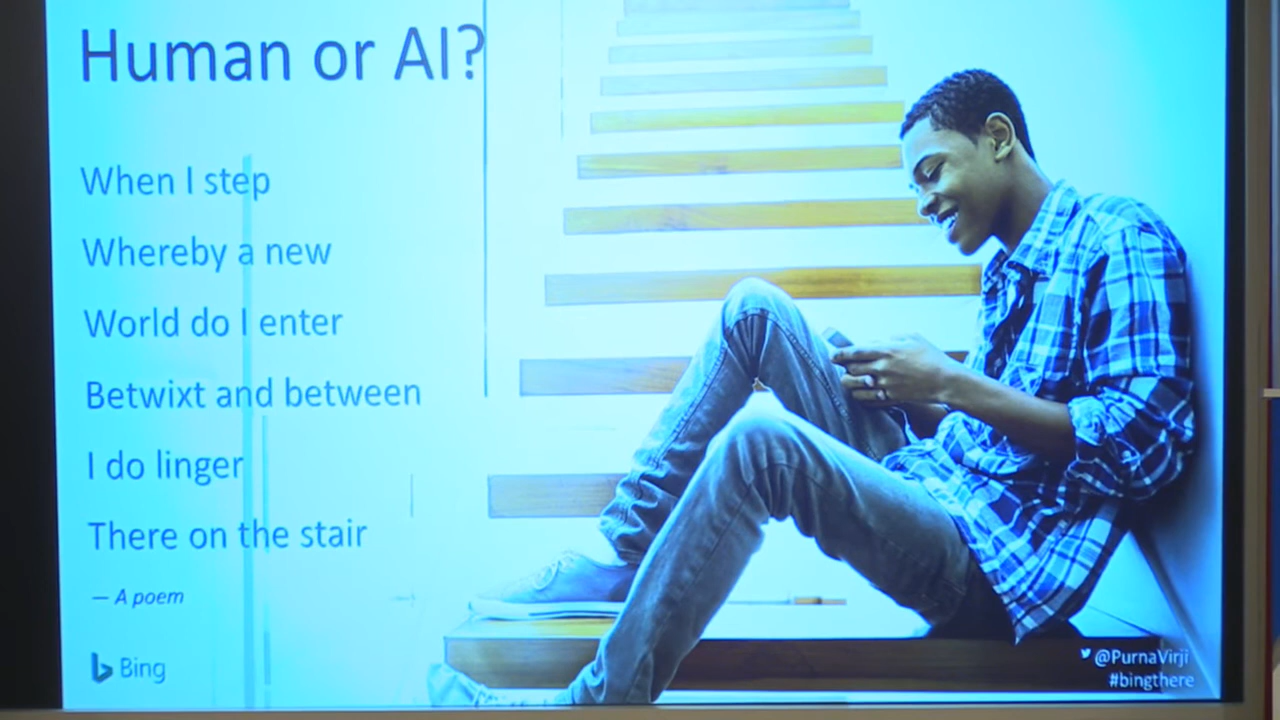 Human or AI?
When I step
Whereby a new
World do I enter
Betwixt and between
I do linger
There on the stair
— A poem
Bing
@PurnaVirji
#bingthere